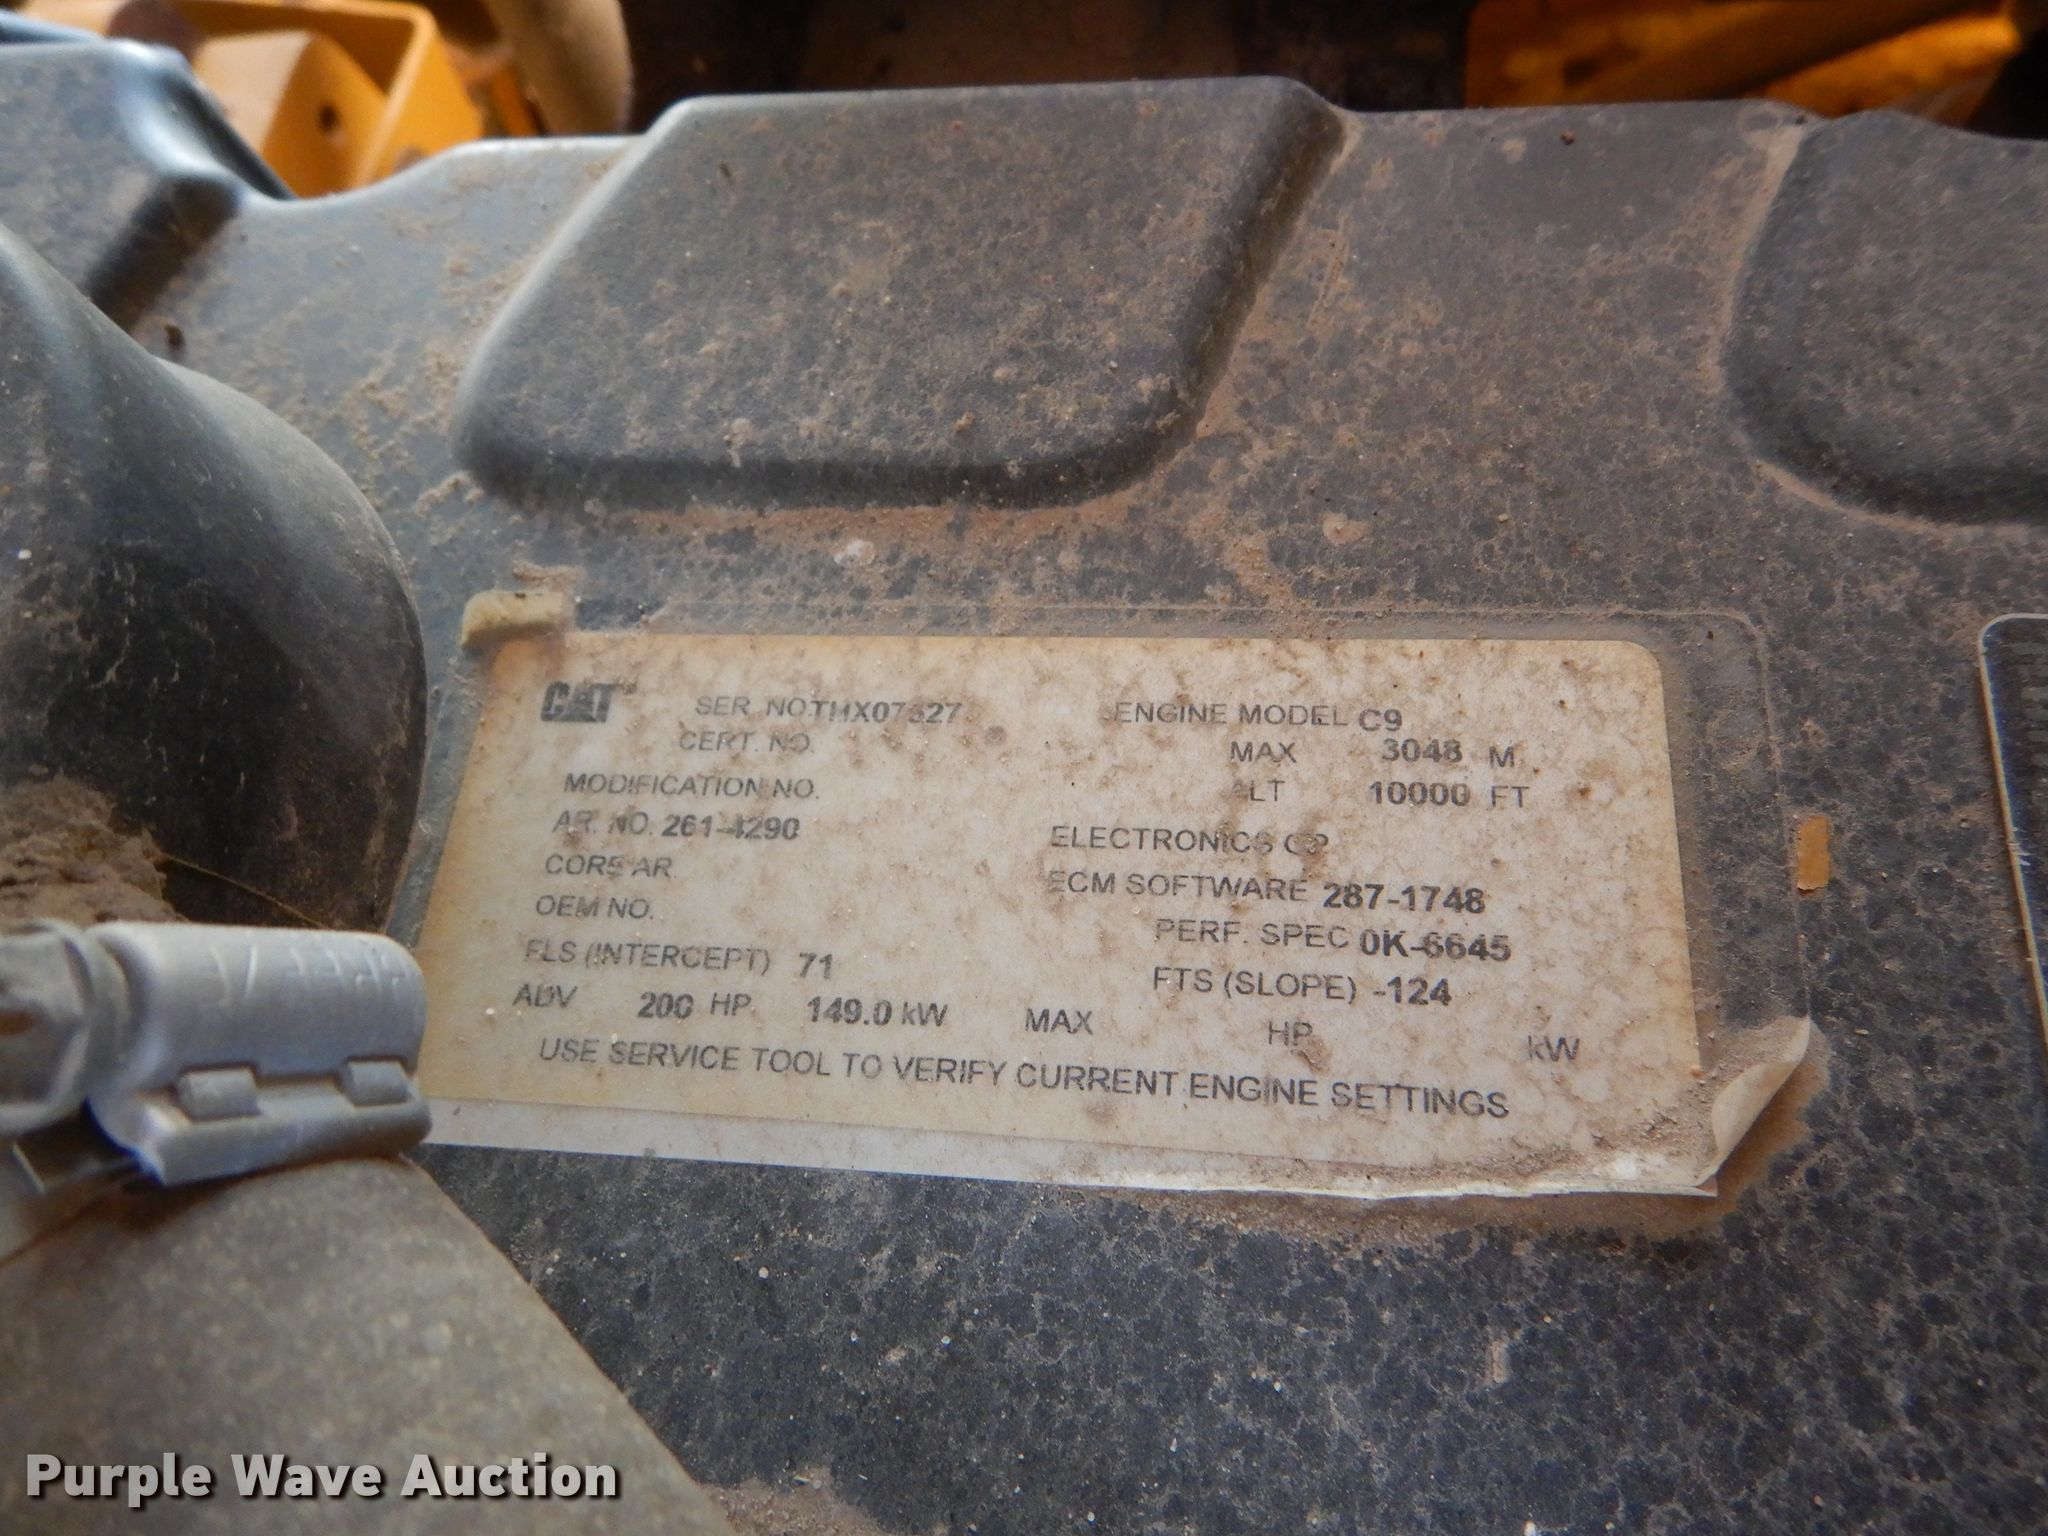 CAT SER. NO. THX07327
CERT. NO.
MODIFICATION NO.
AR. NO. 261-4290
CORE AR
OEM NO.
FLS (INTERCEPT) 71
ADV 200 HP 149.0 kW MAX HP kW
ENGINE MODEL C9
MAX 3048 M
ALT 10000 FT
ELECTRONICS GP
ECM SOFTWARE 287-1748
PERF. SPEC 0K-6645
FTS (SLOPE) -124
USE SERVICE TOOL TO VERIFY CURRENT ENGINE SETTINGS
Purple Wave Auction